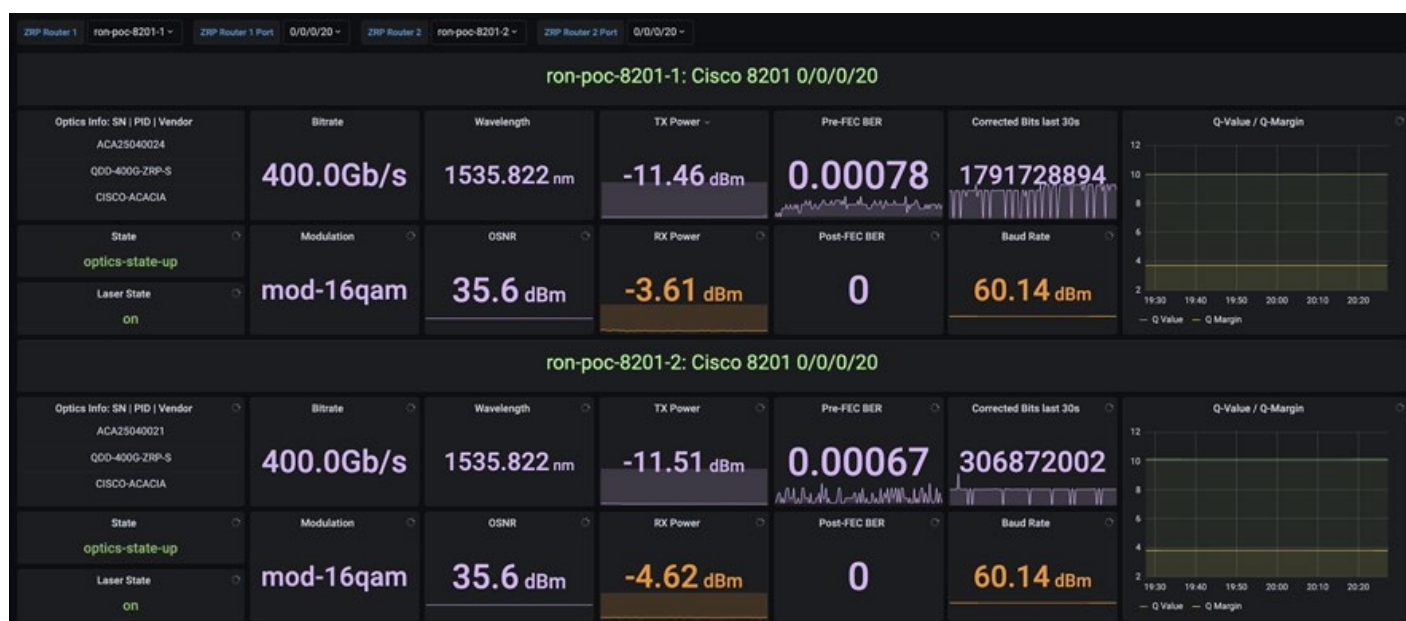 ZRP Router 1 ron-poc-8201-1 ZRP Router 1 Port 0/0/0/20 ZRP Router 2 ron-poc-8201-2 ZRP Router 2 Port 0/0/0/20
ron-poc-8201-1: Cisco 8201 0/0/0/20
Optics Info: SN | PID | Vendor
ACA25040024
QDD-400G-ZRP-S
CISCO-ACACIA
Bitrate
400.0Gb/s
Wavelength
1535.822 nm
TX Power
-11.46 dBm
Pre-FEC BER
0.00078
Corrected Bits last 30s
1791728894
Q-Value / Q-Margin
12
10
8
6
4
2
19:30 19:40 19:50 20:00 20:10 20:20
Q Value Q Margin
State
optics-state-up
Laser State
on
Modulation
mod-16qam
OSNR
35.6 dBm
RX Power
-3.61 dBm
Post-FEC BER
0
Baud Rate
60.14 dBm
ron-poc-8201-2: Cisco 8201 0/0/0/20
Optics Info: SN | PID | Vendor
ACA25040021
QDD-400G-ZRP-S
CISCO-ACACIA
Bitrate
400.0Gb/s
Wavelength
1535.822 nm
TX Power
-11.51 dBm
Pre-FEC BER
0.00067
Corrected Bits last 30s
306872002
Q-Value / Q-Margin
12
10
8
6
4
2
19:30 19:40 19:50 20:00 20:10 20:20
Q Value Q Margin
State
optics-state-up
Laser State
on
Modulation
mod-16qam
OSNR
35.6 dBm
RX Power
-4.62 dBm
Post-FEC BER
0
Baud Rate
60.14 dBm